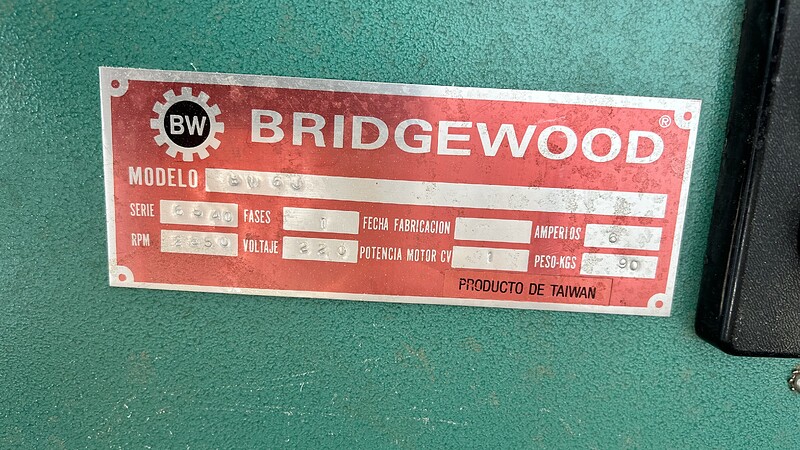 BW BRIDGEWOOD®
MODELO
SERIE FASES 1 FECHA FABRICACION AMPERIOS 6
RPM VOLTAJE 220 POTENCIA MOTOR CV 1 PESO-KGS 90
PRODUCTO DE TAIWAN